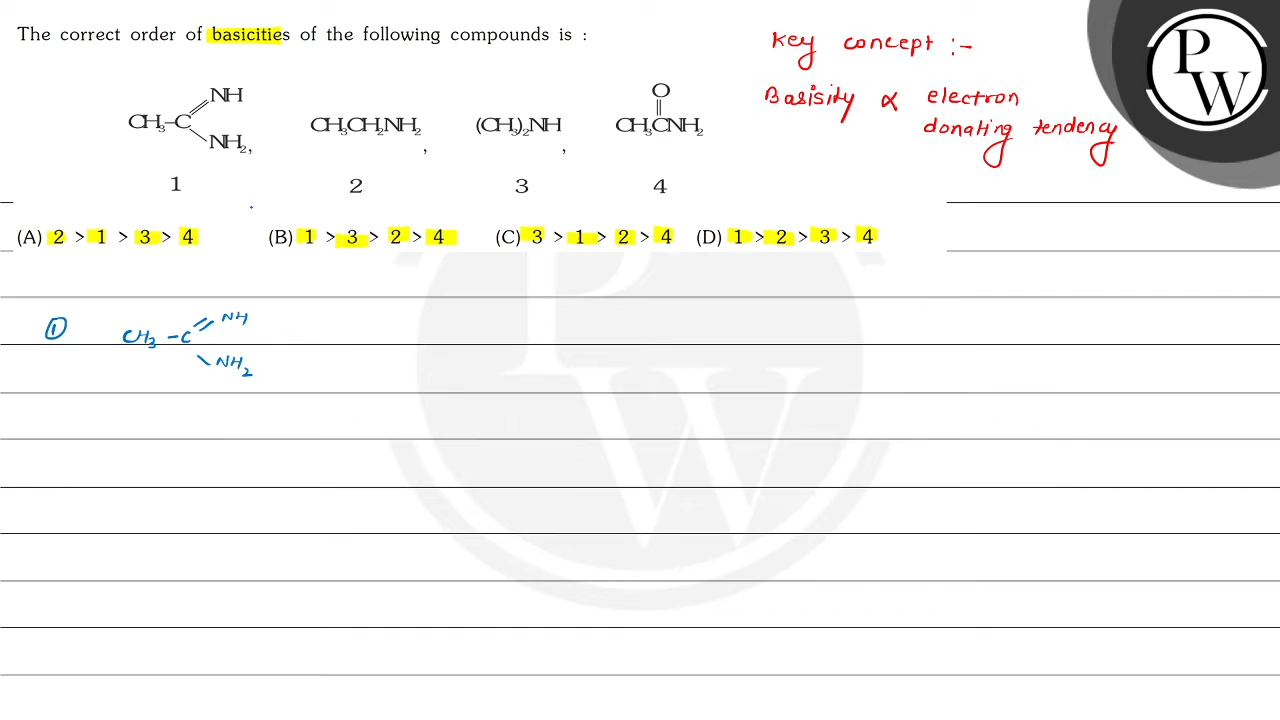 The correct order of basicities of the following compounds is :
Key concept :-
Basisity ∝ electron
donating tendency
NH
CH₃-C
NH₂,
CH₃CH₂NH₂ ,
(CH₃)₂NH ,
O
CH₃CNH₂
1 2 3 4
(A) 2 > 1 > 3 > 4 (B) 1 > 3 > 2 > 4 (C) 3 > 1 > 2 > 4 (D) 1 > 2 > 3 > 4
① CH₃ - C = NH
NH₂
P
W
PW